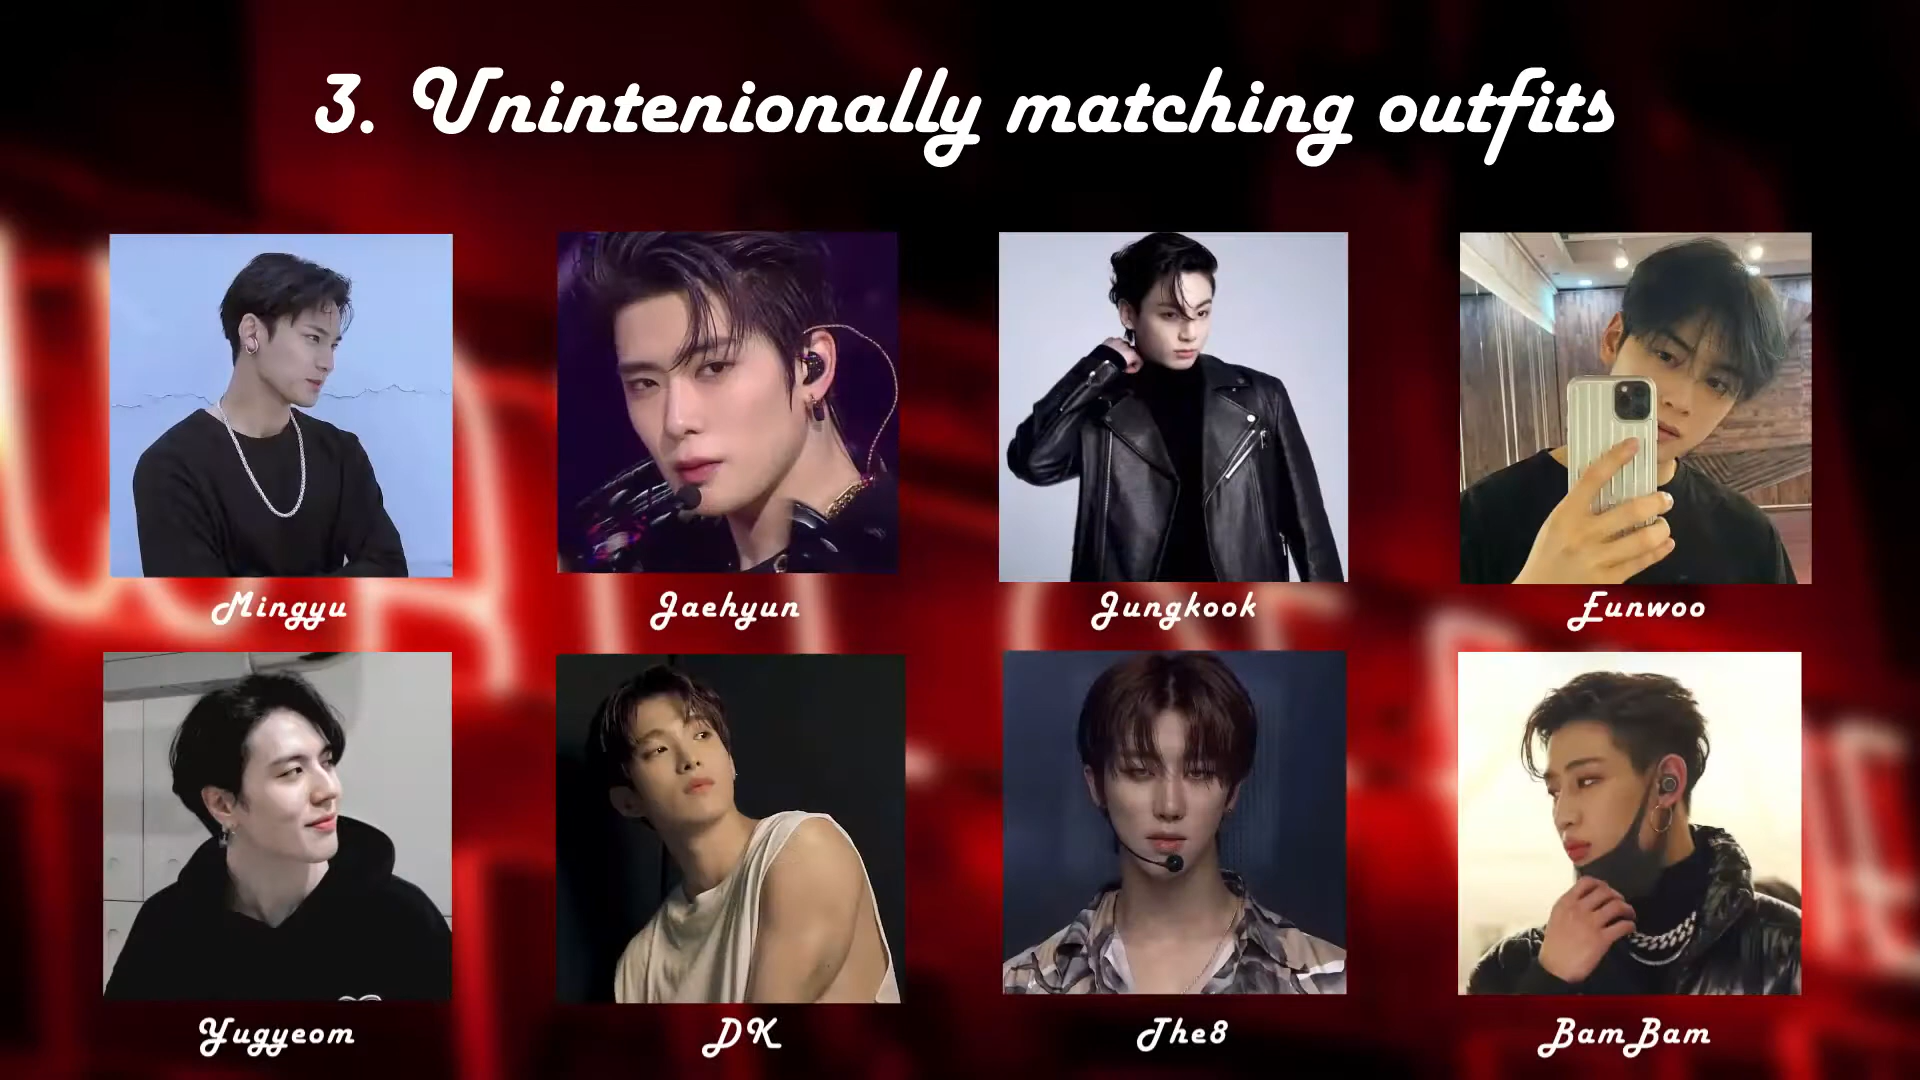 3. Unintenionally matching outfits
Mingyu Jaehyun Jungkook Eunwoo
Yugyeom DK The8 BamBam